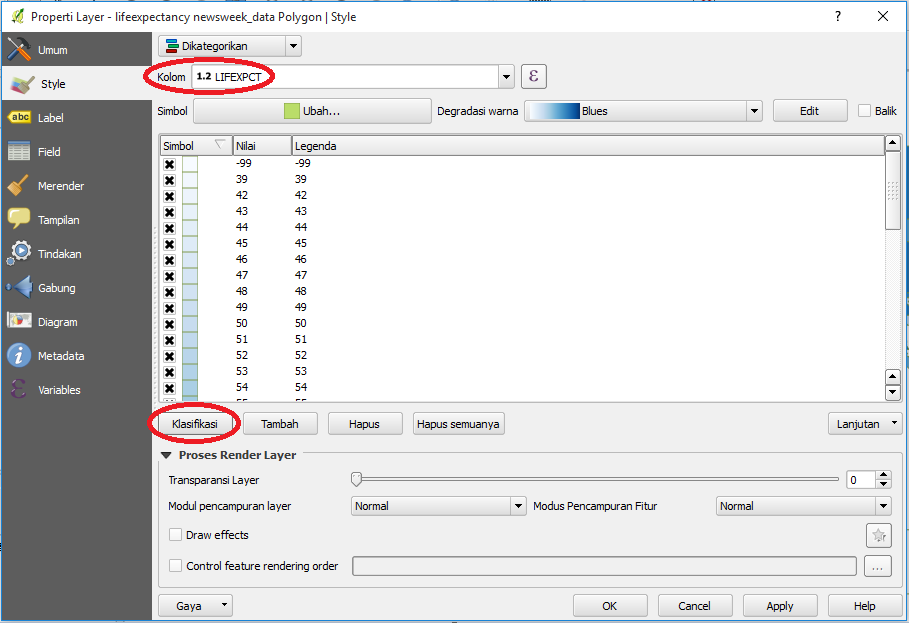 Properti Layer - lifeexpectancy newsweek_data Polygon | Style
?
Umum
Style
abc Label
Field
Merender
Tampilan
Tindakan
Gabung
Diagram
Metadata
Variables
Dikategorikan
Kolom 1.2 LIFEXPCT ε
Simbol Ubah... Degradasi warna Blues Edit Balik
Simbol Nilai Legenda
-99 -99
39 39
42 42
43 43
44 44
45 45
46 46
47 47
48 48
49 49
50 50
51 51
52 52
53 53
54 54
55 55
Klasifikasi Tambah Hapus Hapus semuanya Lanjutan
Proses Render Layer
Transparansi Layer 0
Modul pencampuran layer Normal Modus Pencampuran Fitur Normal
Draw effects
Control feature rendering order ...
Gaya OK Cancel Apply Help